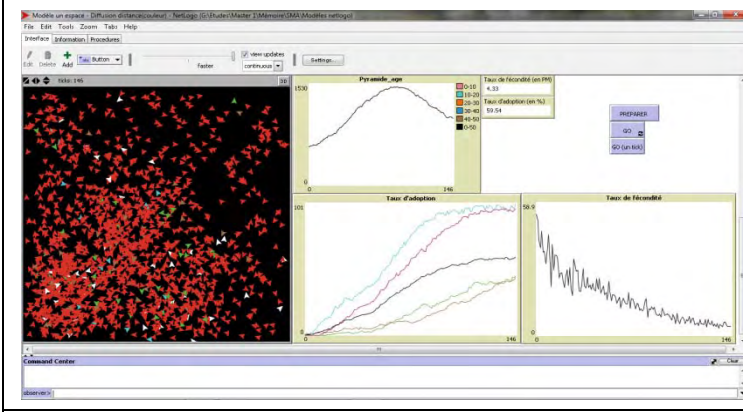 Modèle un espace - Diffusion distance(couleur) - NetLogo {G:\Etudes\Master 1\Mémoire\SMA\Modèles netlogo}
File Edit Tools Zoom Tabs Help
Interface Information Procedures
Edit Delete Add Button faster view updates continuous Settings...
ticks: 146 3D
Pyramide_age
1530
0
0 146
0-10
10-20
20-30
30-40
40-50
0-50
Taux de fécondité (en PM)
4.33
Taux d'adoption (en %)
59.54
PREPARER
GO
GO (un tick)
Taux d'adoption
101
0
0 146
Taux de fécondité
58.9
0
0 146
Command Center Clear
observer>